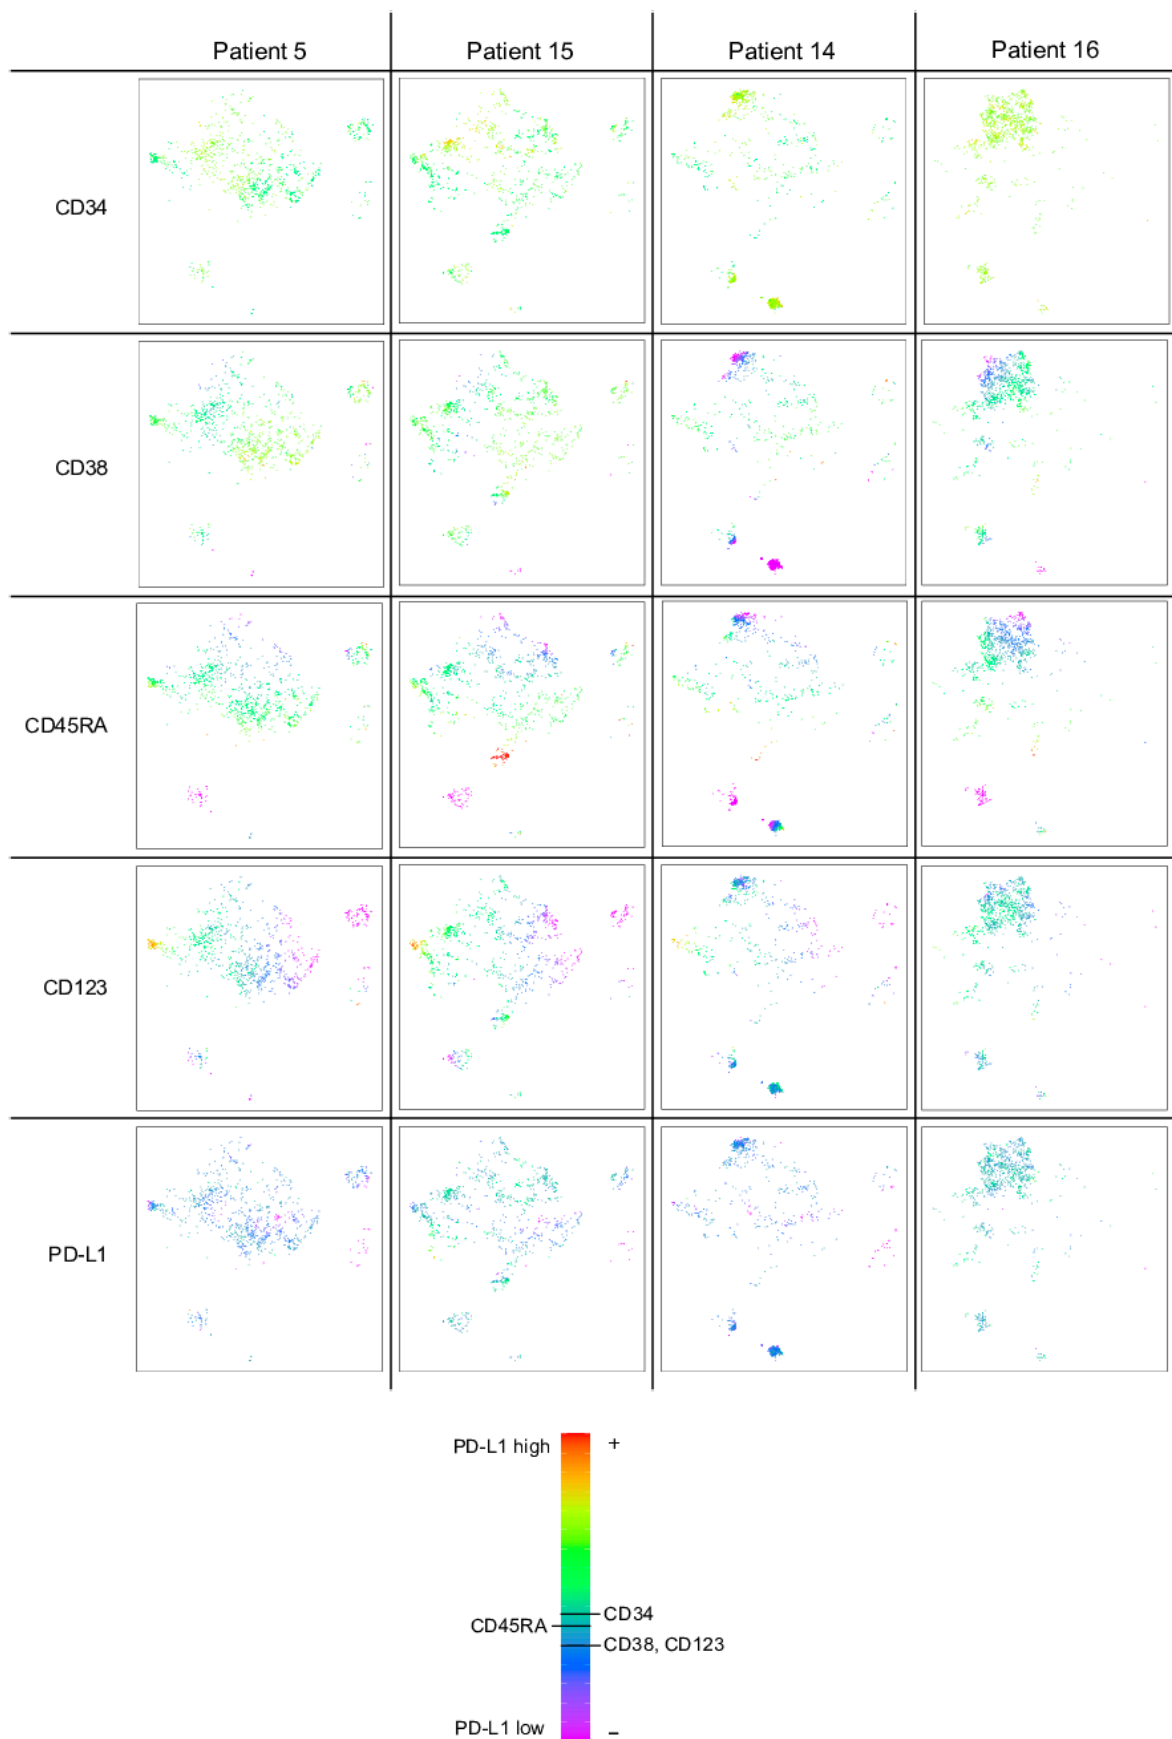 Patient 5
Patient 15
Patient 14
Patient 16
CD34
CD38
CD45RA
CD123
PD-L1
PD-L1 high
+
CD34
CD45RA
CD38, CD123
PD-L1 low
–